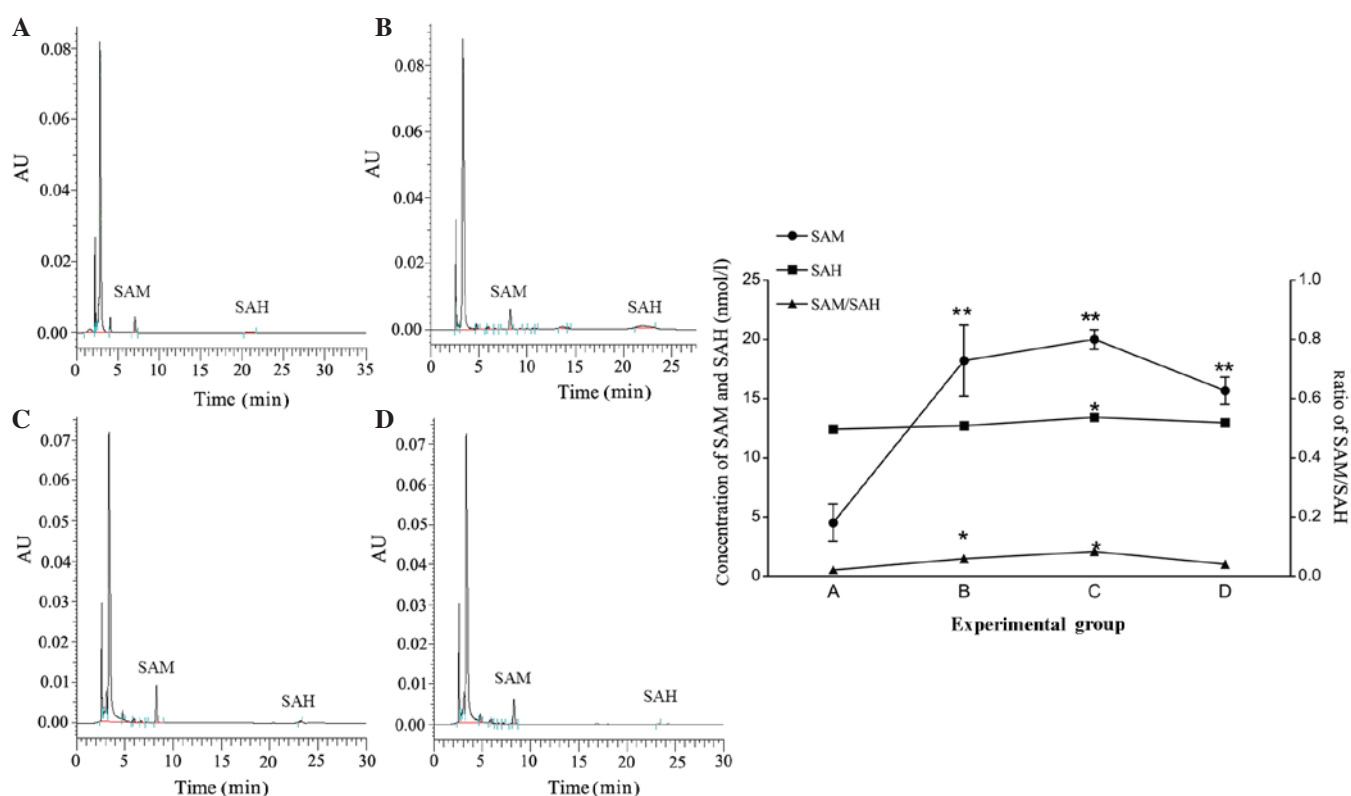 A
0.08
0.06
0.04
0.02
0.00
AU
SAM
SAH
0 5 10 15 20 25 30 35
Time (min)
B
0.08
0.06
0.04
0.02
0.00
AU
SAM
SAH
0 5 10 15 20 25
Time (min)
C
0.07
0.06
0.05
0.04
0.03
0.02
0.01
0.00
AU
SAM
SAH
0 5 10 15 20 25 30
Time (min)
D
0.07
0.06
0.05
0.04
0.03
0.02
0.01
0.00
AU
SAM
SAH
0 5 10 15 20 25 30
Time (min)
SAM
SAH
SAM/SAH
Concentration of SAM and SAH (nmol/l)
25
20
15
10
5
0
** ** **
*
* *
1.0
0.8
0.6
0.4
0.2
0.0
Ratio of SAM/SAH
A B C D
Experimental group